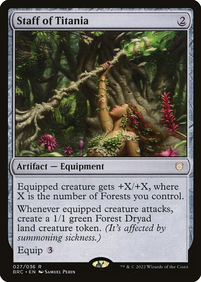 Staff of Titania 2
Artifact — Equipment
Equipped creature gets +X/+X, where
X is the number of Forests you control.
Whenever equipped creature attacks,
create a 1/1 green Forest Dryad
land creature token. (It's affected by
summoning sickness.)
Equip 3
027/036 R
BRC • EN SAMUEL PERIN
™ & © 2022 Wizards of the Coast